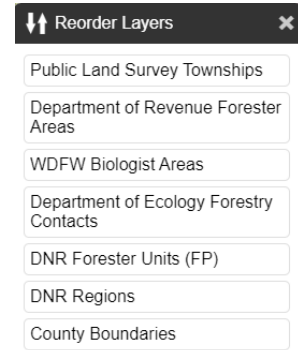 Reorder Layers
Public Land Survey Townships
Department of Revenue Forester
Areas
WDFW Biologist Areas
Department of Ecology Forestry
Contacts
DNR Forester Units (FP)
DNR Regions
County Boundaries